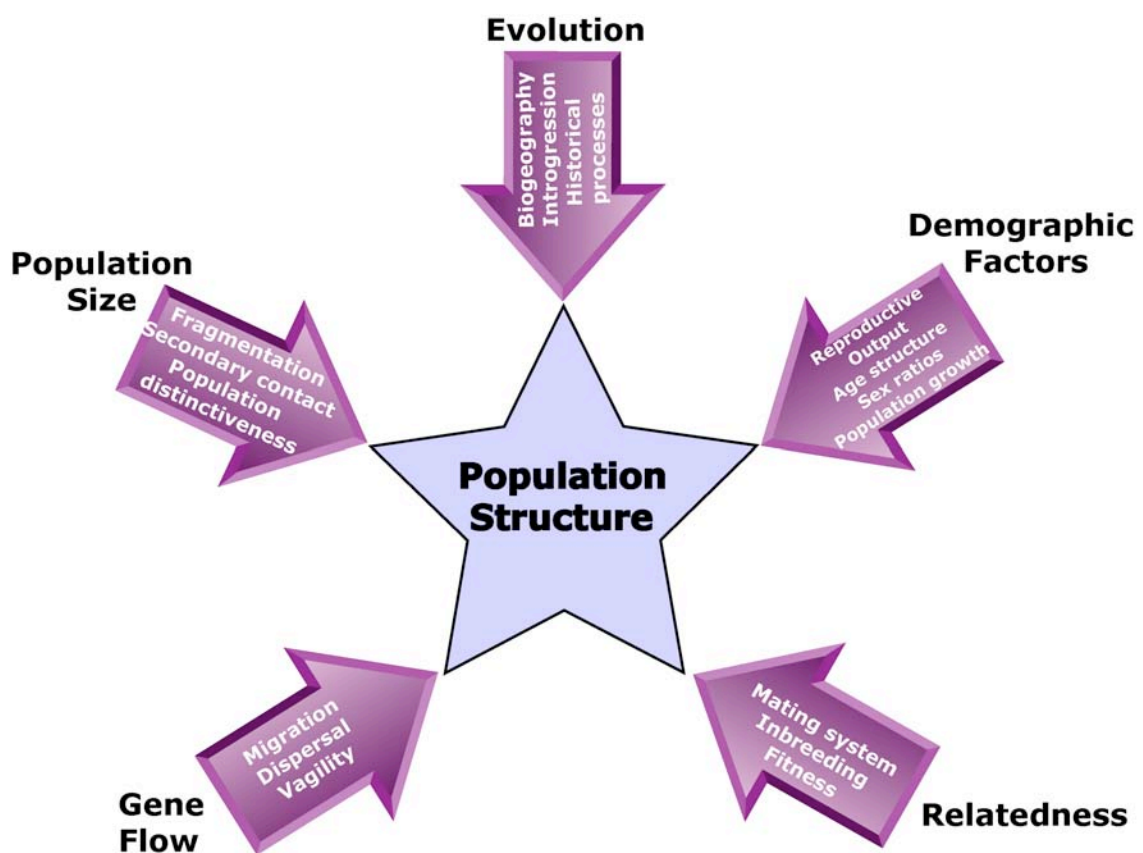 Evolution
Biogeography
Introgression
Historical
processes
Demographic
Factors
Reproductive
Output
Age structure
Sex ratios
Population growth
Population
Size
Fragmentation
Secondary contact
Population
distinctiveness
Population
Structure
Gene
Flow
Migration
Dispersal
Vagility
Mating system
Inbreeding
Fitness
Relatedness